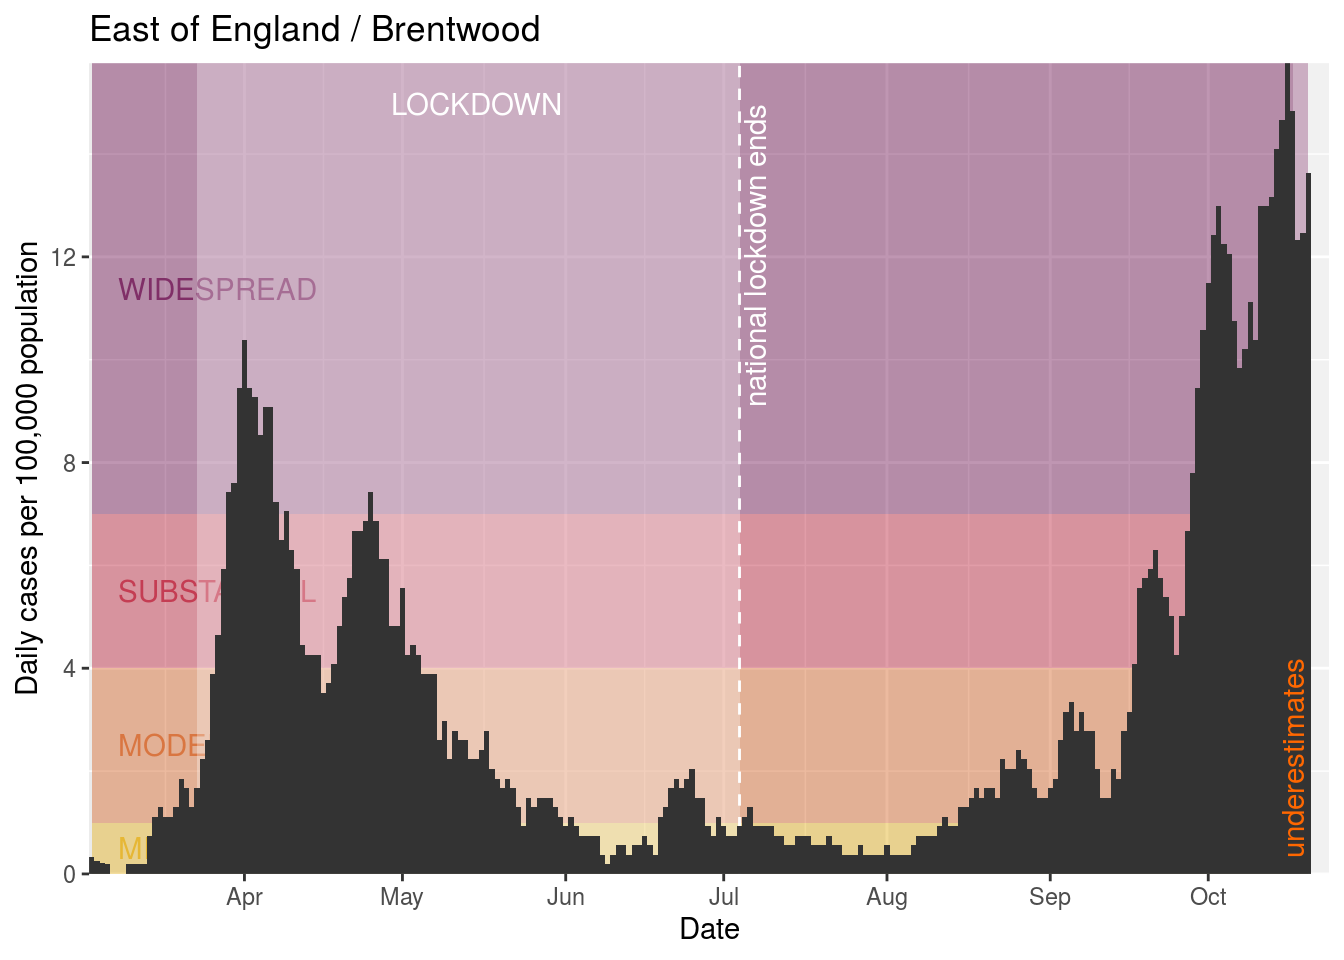 East of England / Brentwood
LOCKDOWN
national lockdown ends
WIDESPREAD
MODE
underestimates
Daily cases per 100,000 population
12
8
4
0
Apr
May
Jun
Jul
Aug
Sep
Oct
Date